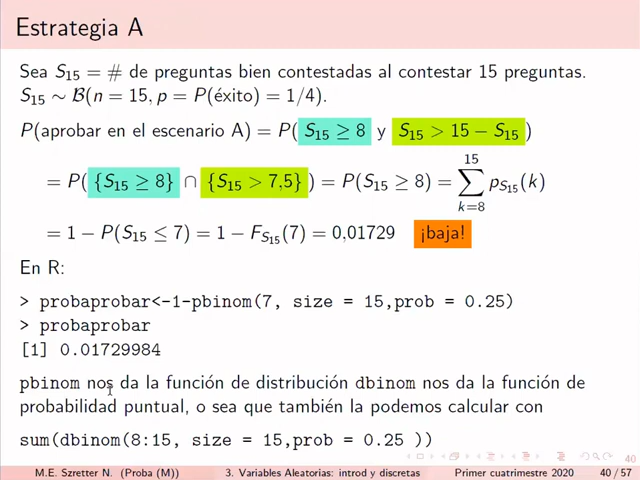 Estrategia A
Sea S₁₅ = # de preguntas bien contestadas al contestar 15 preguntas.
S₁₅ ∼ B(n = 15, p = P(éxito) = 1/4).
P(aprobar en el escenario A) = P( S₁₅ ≥ 8 y S₁₅ > 15 − S₁₅ )
= P( {S₁₅ ≥ 8} ∩ {S₁₅ > 7,5} ) = P(S₁₅ ≥ 8) = ∑_{k=8}^{15} p_{S₁₅}(k)
= 1 − P(S₁₅ ≤ 7) = 1 − F_{S₁₅}(7) = 0,01729 ¡baja!
En R:
> probaprobar<-1-pbinom(7, size = 15,prob = 0.25)
> probaprobar
[1] 0.01729984
pbinom nos da la función de distribución dbinom nos da la función de
probabilidad puntual, o sea que también la podemos calcular con
sum(dbinom(8:15, size = 15,prob = 0.25 ))
40
M.E. Szretter N. (Proba (M)) 3. Variables Aleatorias: introd y discretas Primer cuatrimestre 2020 40 / 57